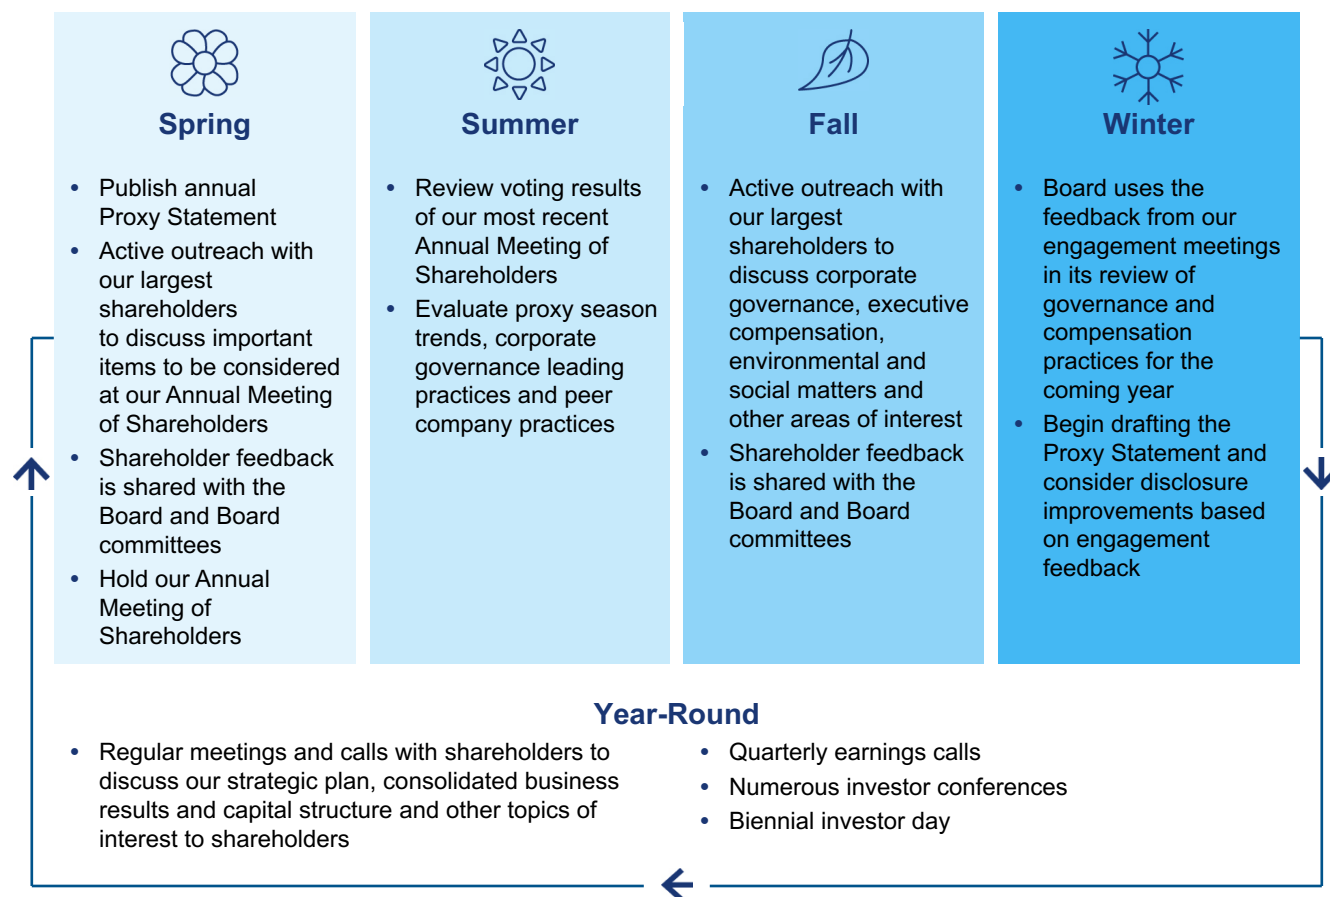 Spring
• Publish annual
Proxy Statement
• Active outreach with
our largest
shareholders
to discuss important
items to be considered
at our Annual Meeting
of Shareholders
• Shareholder feedback
is shared with the
Board and Board
committees
• Hold our Annual
Meeting of
Shareholders
Summer
• Review voting results
of our most recent
Annual Meeting of
Shareholders
• Evaluate proxy season
trends, corporate
governance leading
practices and peer
company practices
Fall
• Active outreach with
our largest
shareholders to
discuss corporate
governance, executive
compensation,
environmental and
social matters and
other areas of interest
• Shareholder feedback
is shared with the
Board and Board
committees
Winter
• Board uses the
feedback from our
engagement meetings
in its review of
governance and
compensation
practices for the
coming year
• Begin drafting the
Proxy Statement and
consider disclosure
improvements based
on engagement
feedback
Year-Round
• Regular meetings and calls with shareholders to
discuss our strategic plan, consolidated business
results and capital structure and other topics of
interest to shareholders
• Quarterly earnings calls
• Numerous investor conferences
• Biennial investor day